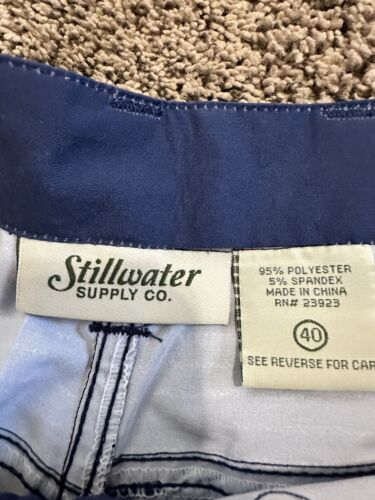 Stillwater
SUPPLY CO.
95% POLYESTER
5% SPANDEX
MADE IN CHINA
RN# 23923
40
SEE REVERSE FOR CAR